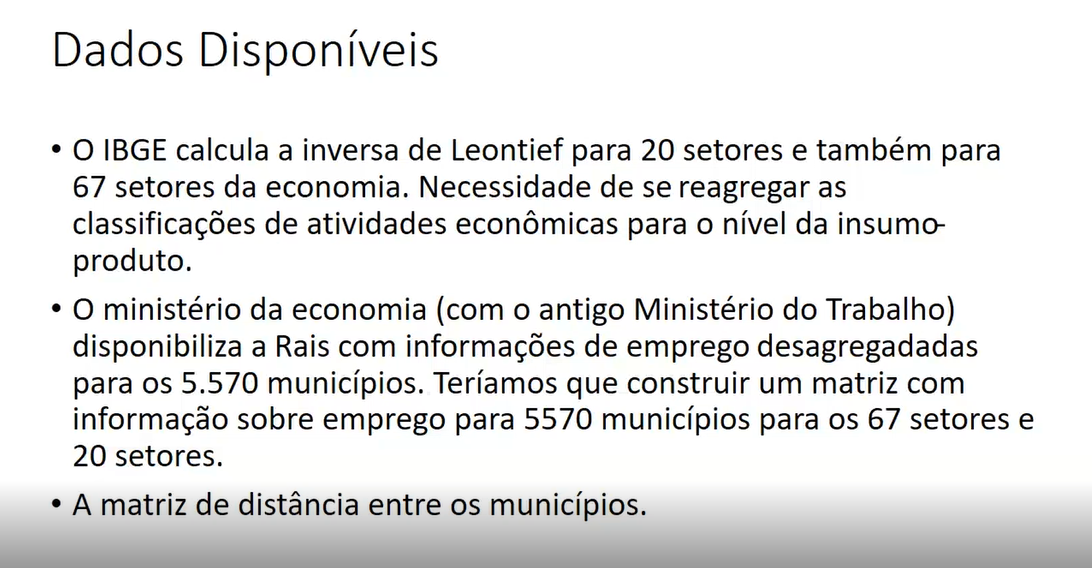 Dados Disponíveis
• O IBGE calcula a inversa de Leontief para 20 setores e também para
67 setores da economia. Necessidade de se reagregar as
classificações de atividades econômicas para o nível da insumo-
produto.
• O ministério da economia (com o antigo Ministério do Trabalho)
disponibiliza a Rais com informações de emprego desagregadadas
para os 5.570 municípios. Teríamos que construir um matriz com
informação sobre emprego para 5570 municípios para os 67 setores e
20 setores.
• A matriz de distância entre os municípios.